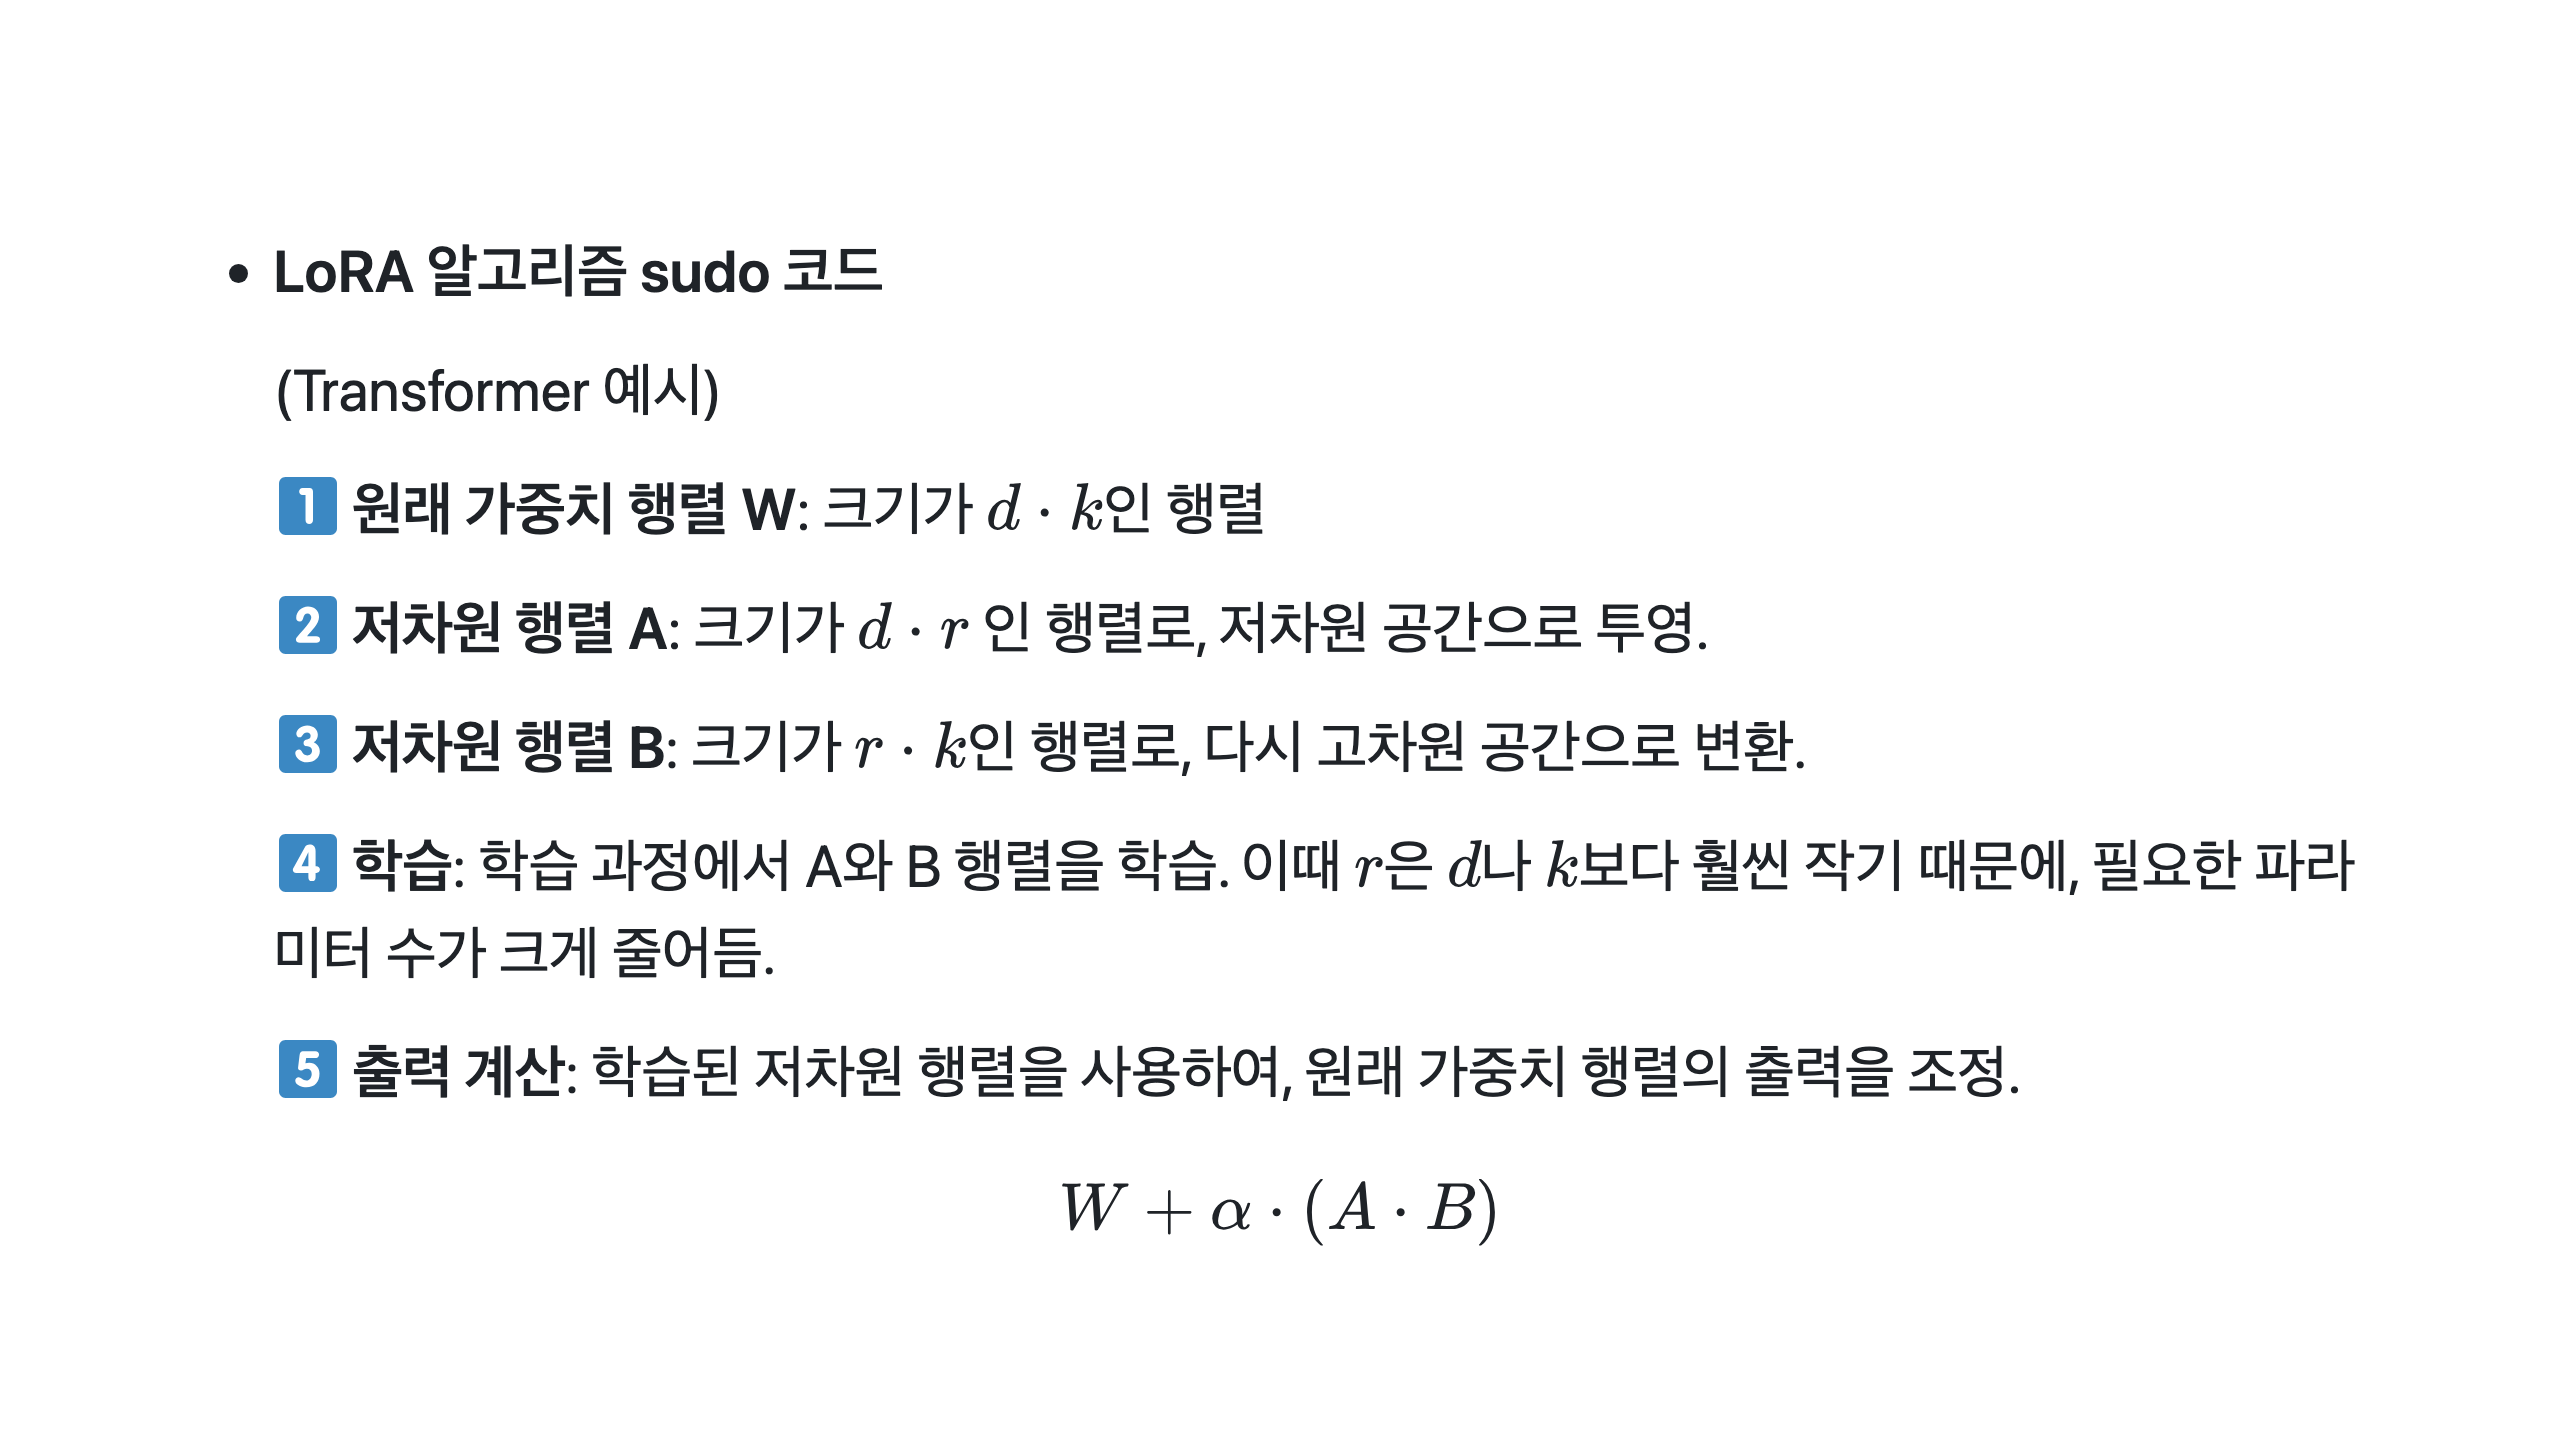 • LoRA 알고리즘 sudo 코드
(Transformer 예시)
1️⃣ 원래 가중치 행렬 W: 크기가 d · k인 행렬
2️⃣ 저차원 행렬 A: 크기가 d · r 인 행렬로, 저차원 공간으로 투영.
3️⃣ 저차원 행렬 B: 크기가 r · k인 행렬로, 다시 고차원 공간으로 변환.
4️⃣ 학습: 학습 과정에서 A와 B 행렬을 학습. 이때 r은 d나 k보다 훨씬 작기 때문에, 필요한 파라
미터 수가 크게 줄어듬.
5️⃣ 출력 계산: 학습된 저차원 행렬을 사용하여, 원래 가중치 행렬의 출력을 조정.
W + α · (A · B)